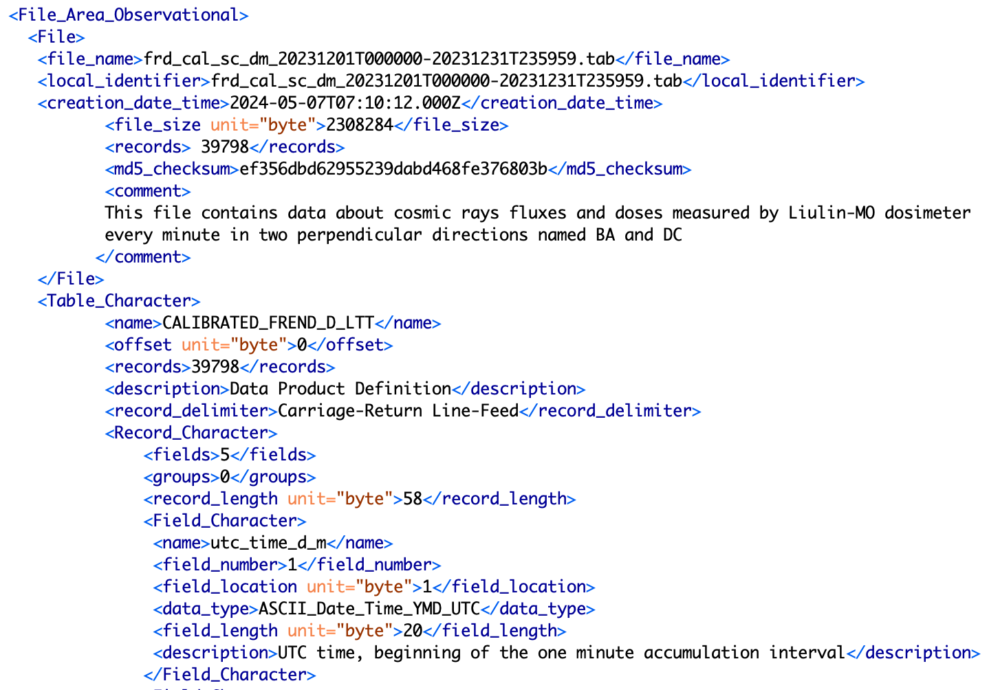 <File_Area_Observational>
<File>
<file_name>frd_cal_sc_dm_20231201T000000-20231231T235959.tab</file_name>
<local_identifier>frd_cal_sc_dm_20231201T000000-20231231T235959.tab</local_identifier>
<creation_date_time>2024-05-07T07:10:12.000Z</creation_date_time>
<file_size unit="byte">2308284</file_size>
<records> 39798</records>
<md5_checksum>ef356dbd62955239dabd468fe376803b</md5_checksum>
<comment>
This file contains data about cosmic rays fluxes and doses measured by Liulin-MO dosimeter
every minute in two perpendicular directions named BA and DC
</comment>
</File>
<Table_Character>
<name>CALIBRATED_FREND_D_LTT</name>
<offset unit="byte">0</offset>
<records>39798</records>
<description>Data Product Definition</description>
<record_delimiter>Carriage-Return Line-Feed</record_delimiter>
<Record_Character>
<fields>5</fields>
<groups>0</groups>
<record_length unit="byte">58</record_length>
<Field_Character>
<name>utc_time_d_m</name>
<field_number>1</field_number>
<field_location unit="byte">1</field_location>
<data_type>ASCII_Date_Time_YMD_UTC</data_type>
<field_length unit="byte">20</field_length>
<description>UTC time, beginning of the one minute accumulation interval</description>
</Field_Character>